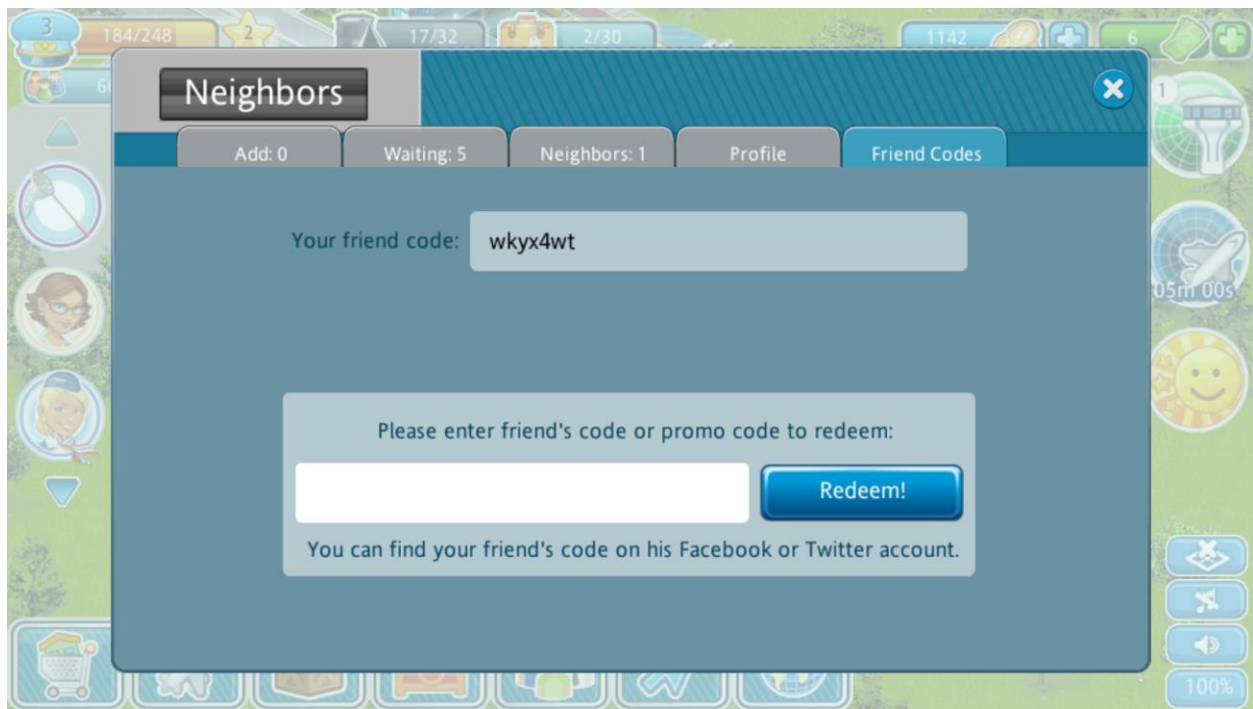 3
184/248
2
17/32
2/30
1142
6
Neighbors
1
Add: 0
Waiting: 5
Neighbors: 1
Profile
Friend Codes
Your friend code:
wkyx4wt
05m 00s
Please enter friend's code or promo code to redeem:
Redeem!
You can find your friend's code on his Facebook or Twitter account.
100%